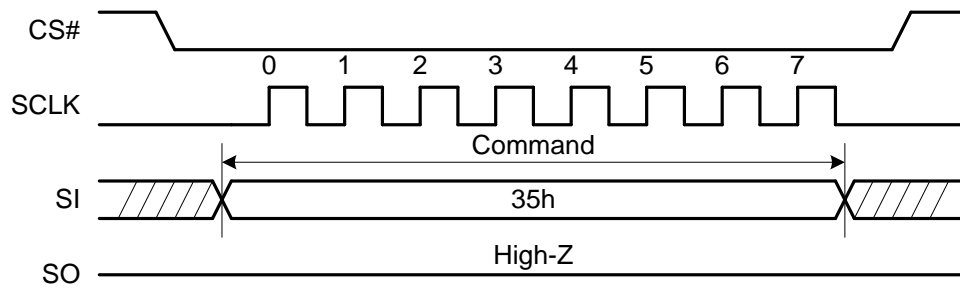 CS#
0 1 2 3 4 5 6 7
SCLK
Command
SI 35h
High-Z
SO